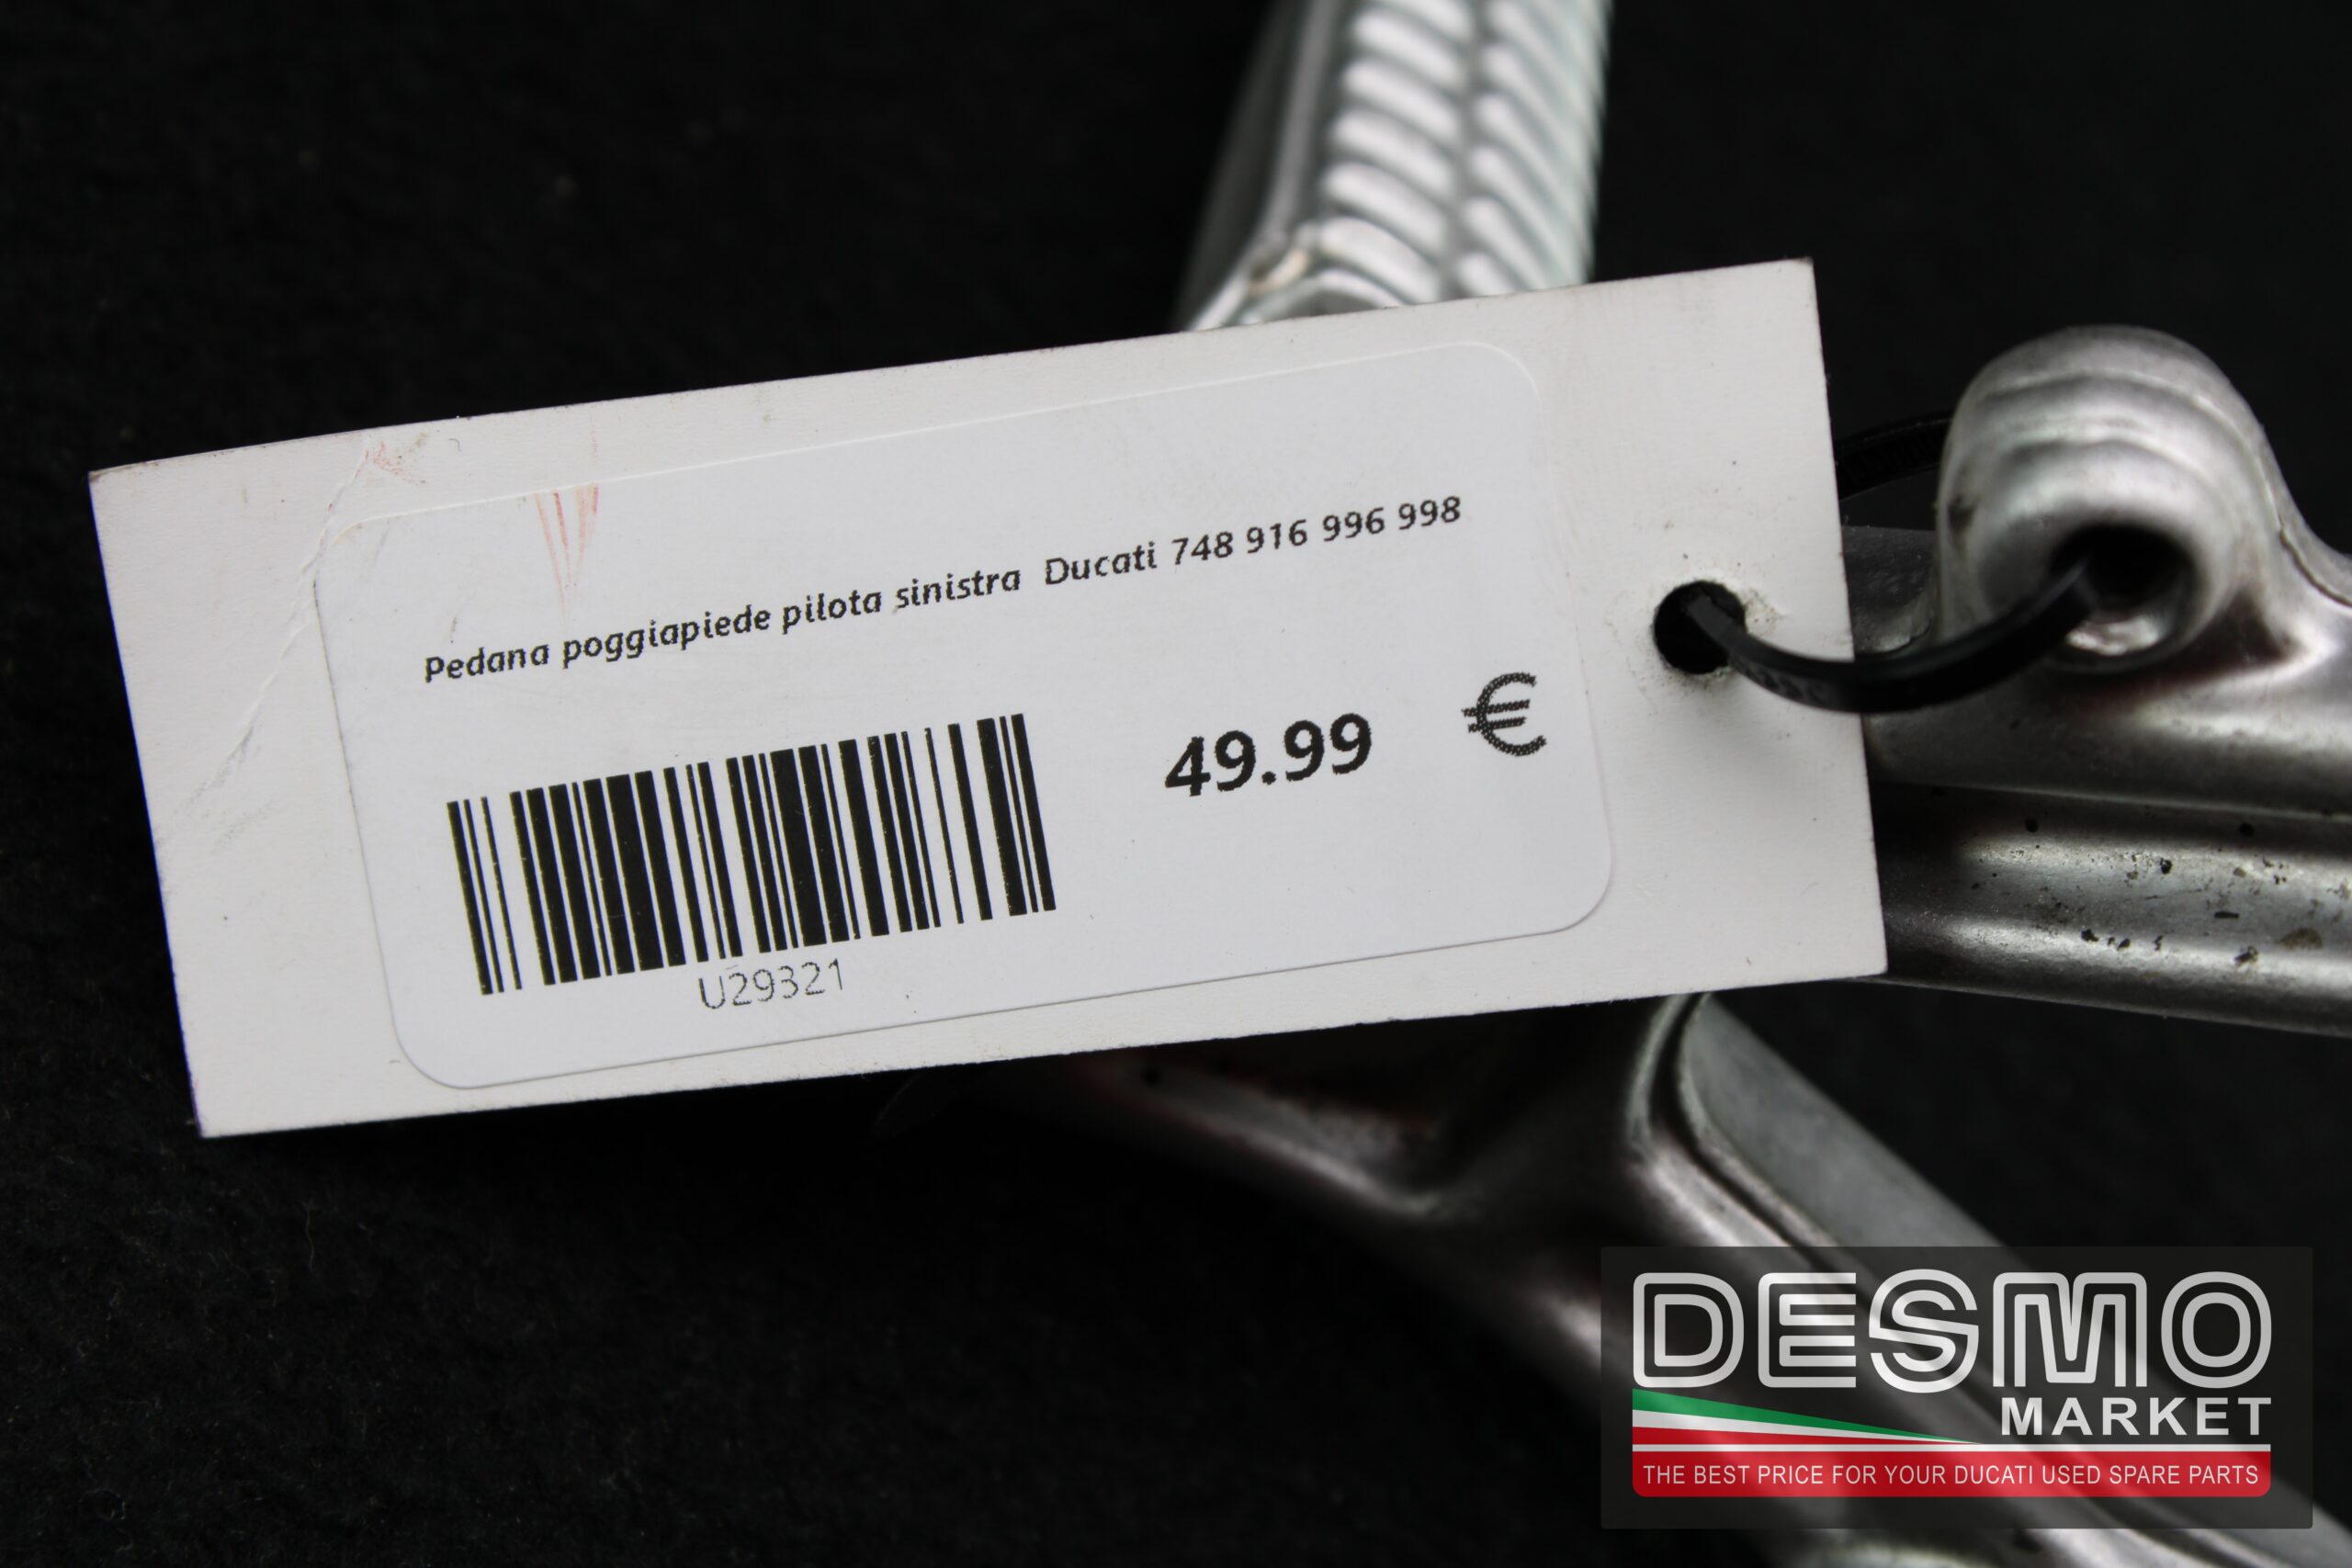 Pedana poggiapiede pilota sinistra Ducati 748 916 996 998
49.99 €
U29321
DESMO
MARKET
THE BEST PRICE FOR YOUR DUCATI USED SPARE PARTS